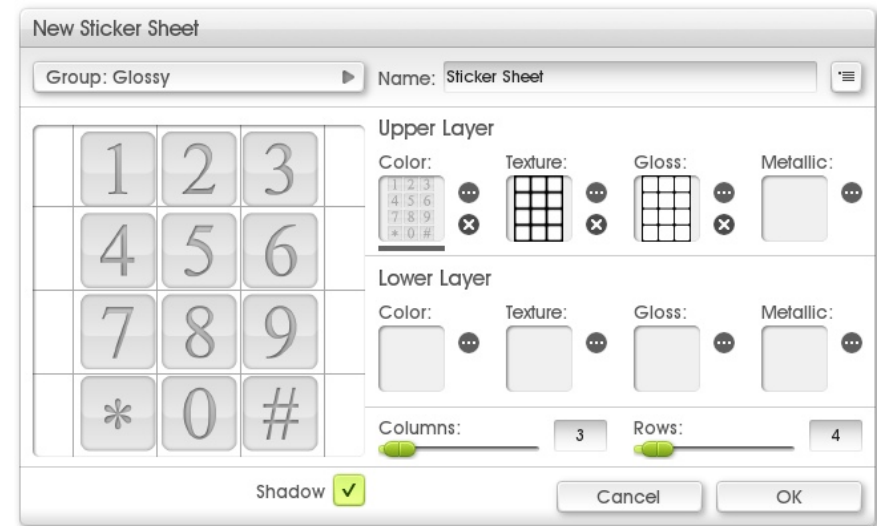 New Sticker Sheet
Group: Glossy
Name: Sticker Sheet
1 2 3
4 5 6
7 8 9
* 0 #
Upper Layer
Color: Texture: Gloss: Metallic:
1 2 3
4 5 6
7 8 9
* 0 #
Lower Layer
Color: Texture: Gloss: Metallic:
Columns: 3 Rows: 4
Shadow
Cancel OK